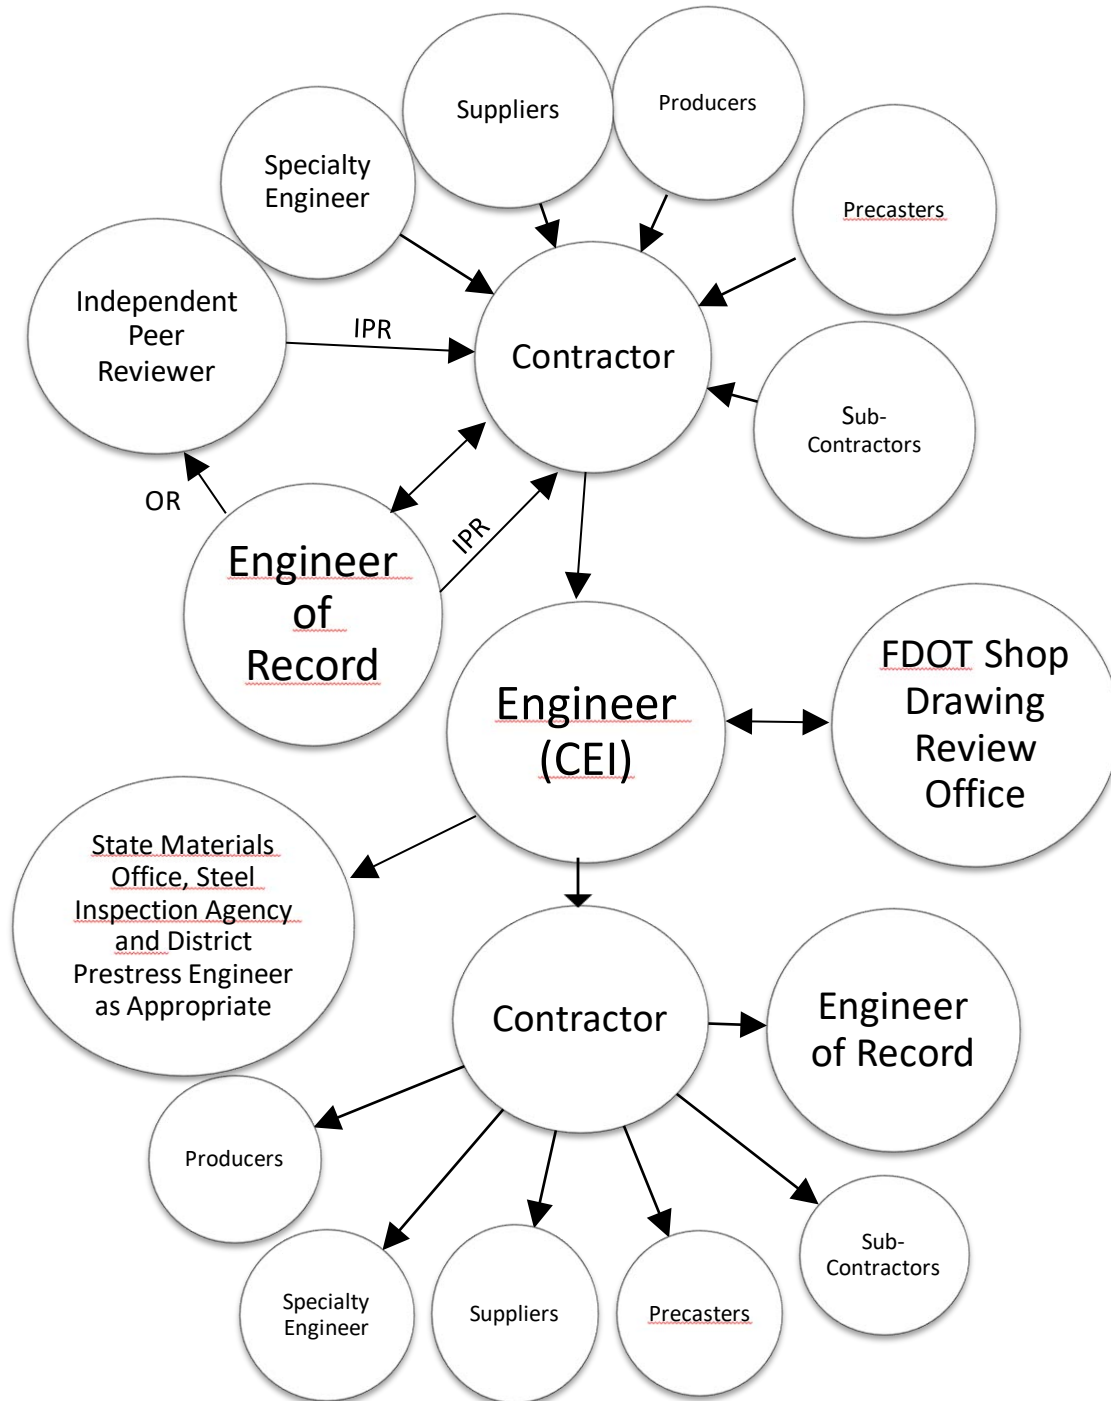 Suppliers
Producers
Specialty
Engineer
Precasters
Independent
Peer
Reviewer
IPR
Contractor
Sub-
Contractors
OR
IPR
Engineer
of
Record
Engineer
(CEI)
FDOT Shop
Drawing
Review
Office
State Materials
Office, Steel
Inspection Agency
and District
Prestress Engineer
as Appropriate
Contractor
Engineer
of Record
Producers
Specialty
Engineer
Suppliers
Precasters
Sub-
Contractors